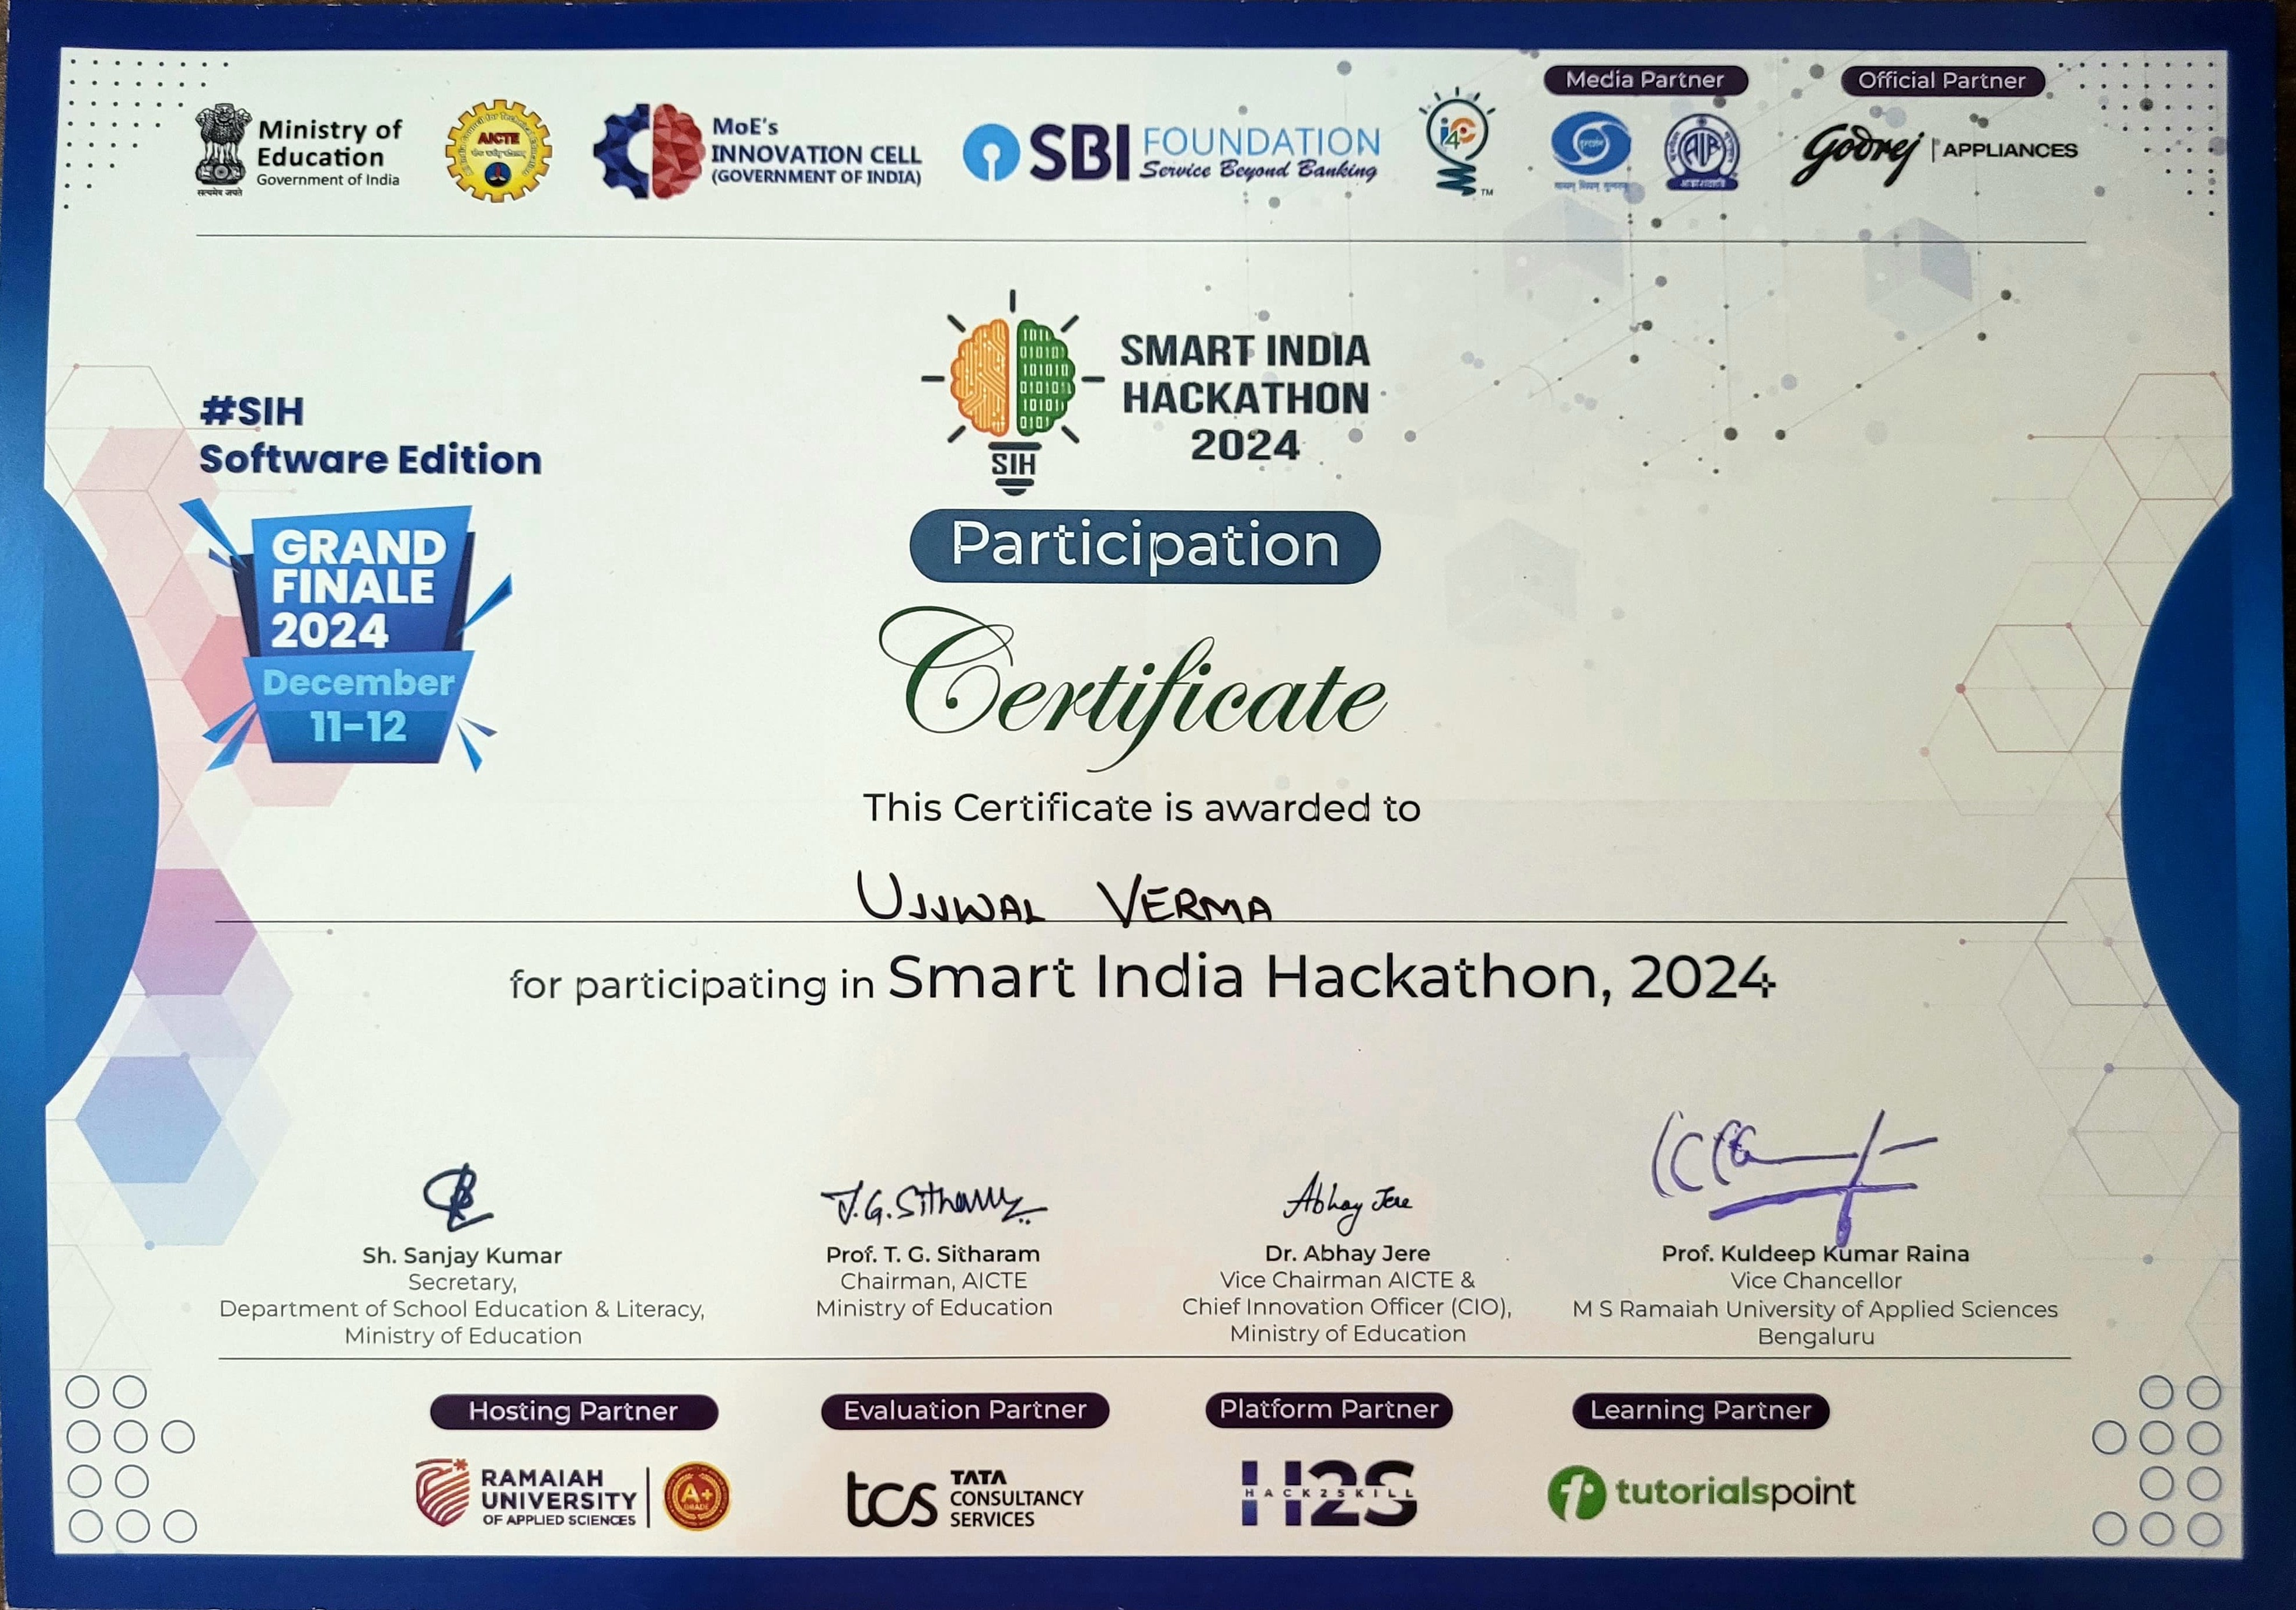 Media Partner
Official Partner
Ministry of
Education
Government of India
सत्यमेव जयते
AICTE
MoE's
INNOVATION CELL
(GOVERNMENT OF INDIA)
SBI FOUNDATION
Service Beyond Banking
i4C
TM
AIR
Godrej | APPLIANCES
SMART INDIA
HACKATHON
2024
SIH
#SIH
Software Edition
GRAND
FINALE
2024
December
11-12
Participation
Certificate
This Certificate is awarded to
UJJWAL VERMA
for participating in Smart India Hackathon, 2024
T.G. Sitharam
Abhay Jere
Sh. Sanjay Kumar
Secretary,
Department of School Education & Literacy,
Ministry of Education
Prof. T. G. Sitharam
Chairman, AICTE
Ministry of Education
Dr. Abhay Jere
Vice Chairman AICTE &
Chief Innovation Officer (CIO),
Ministry of Education
Prof. Kuldeep Kumar Raina
Vice Chancellor
M S Ramaiah University of Applied Sciences
Bengaluru
Hosting Partner
Evaluation Partner
Platform Partner
Learning Partner
RAMAIAH
UNIVERSITY
OF APPLIED SCIENCES
A+
GRADE
tcs
TATA
CONSULTANCY
SERVICES
H2S
HACK2SKILL
tutorialspoint